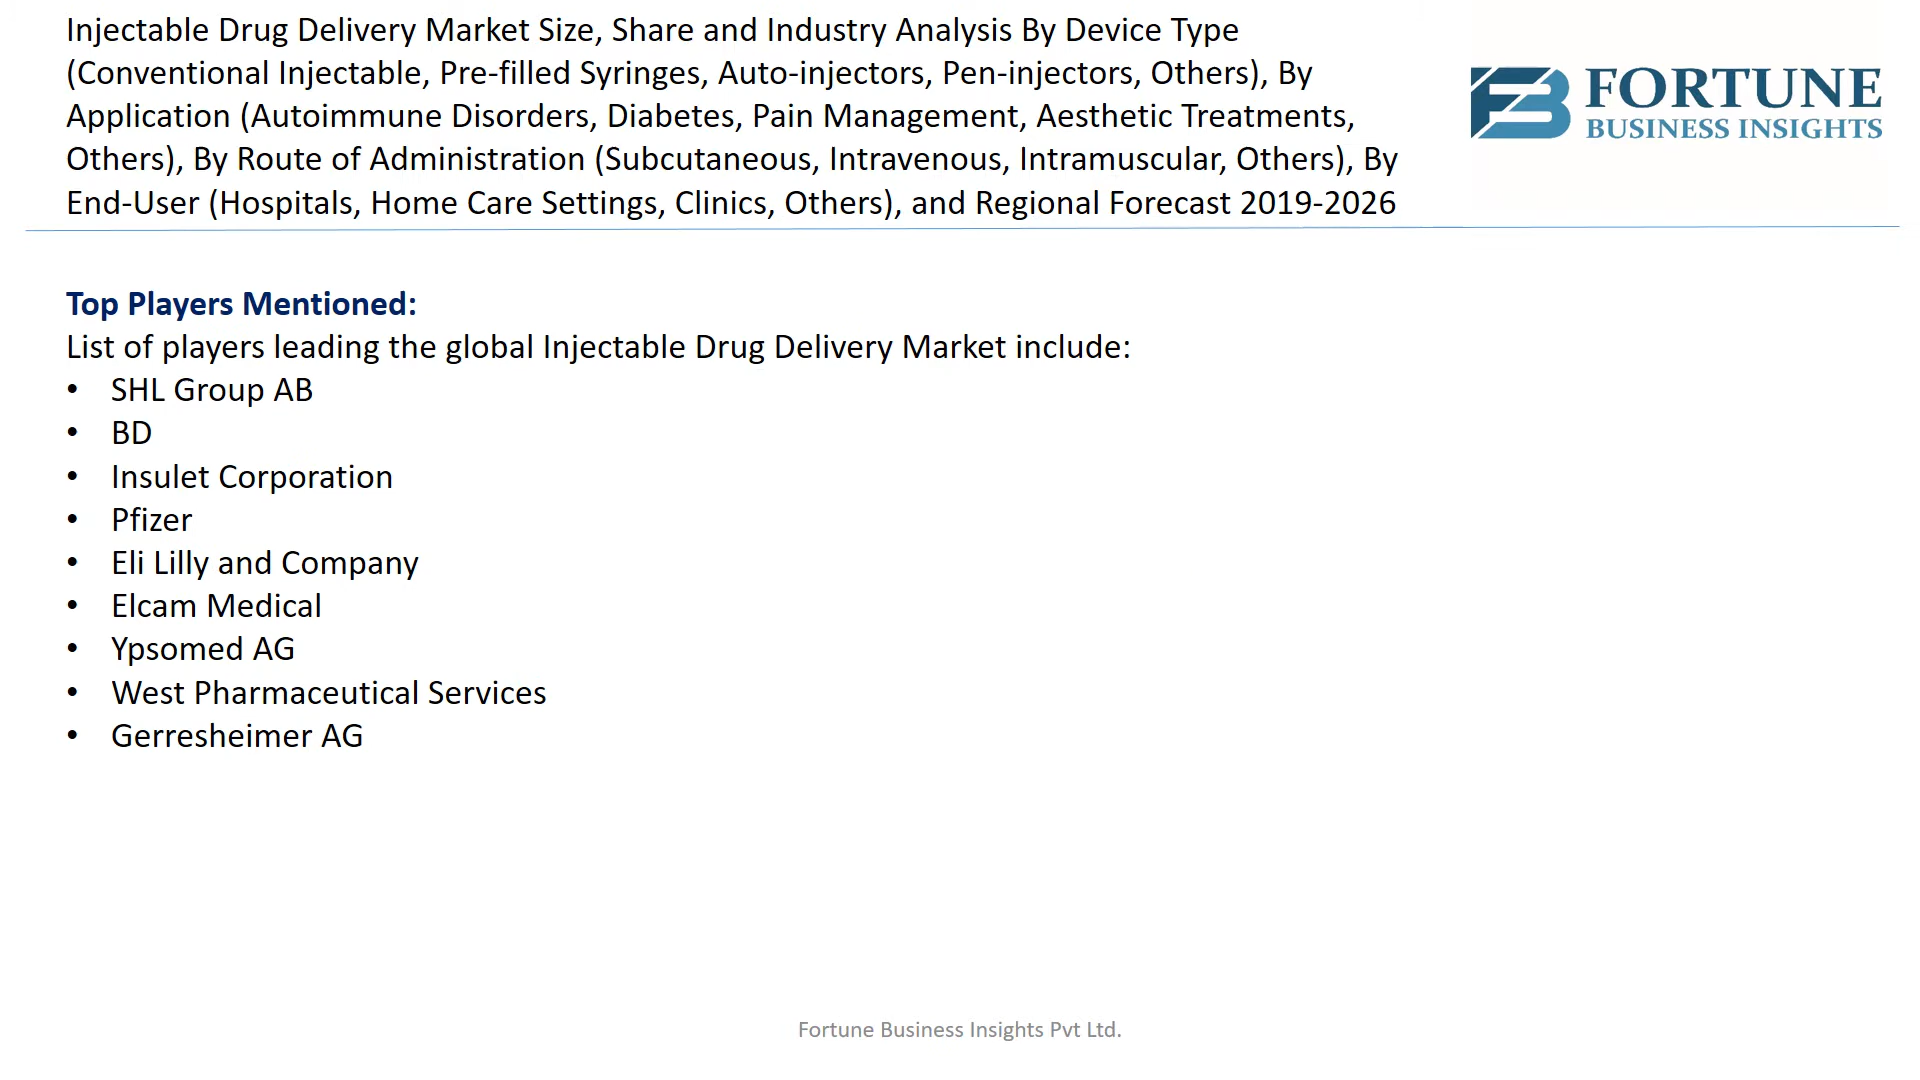 Injectable Drug Delivery Market Size, Share and Industry Analysis By Device Type
(Conventional Injectable, Pre-filled Syringes, Auto-injectors, Pen-injectors, Others), By
Application (Autoimmune Disorders, Diabetes, Pain Management, Aesthetic Treatments,
Others), By Route of Administration (Subcutaneous, Intravenous, Intramuscular, Others), By
End-User (Hospitals, Home Care Settings, Clinics, Others), and Regional Forecast 2019-2026
FORTUNE
BUSINESS INSIGHTS
Top Players Mentioned:
List of players leading the global Injectable Drug Delivery Market include:
• SHL Group AB
• BD
• Insulet Corporation
• Pfizer
• Eli Lilly and Company
• Elcam Medical
• Ypsomed AG
• West Pharmaceutical Services
• Gerresheimer AG
Fortune Business Insights Pvt Ltd.